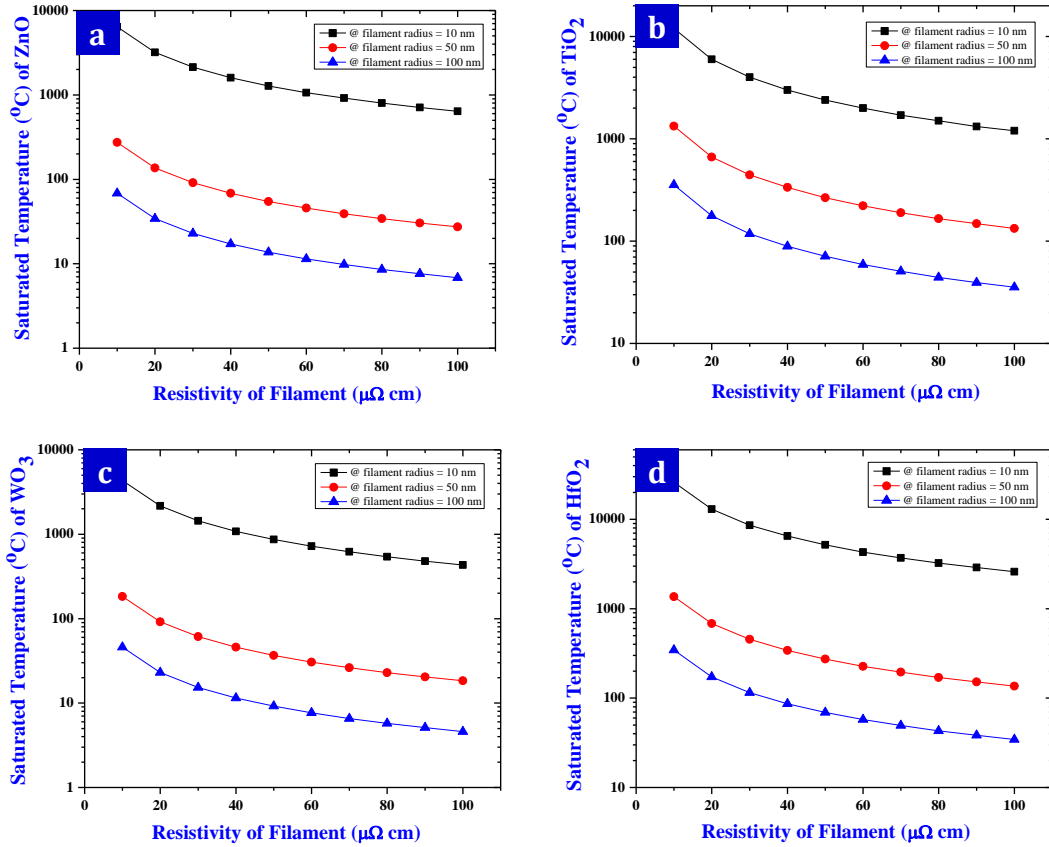 a
@ filament radius = 10 nm
@ filament radius = 50 nm
@ filament radius = 100 nm
Saturated Temperature (⁰C) of ZnO
10000
1000
100
10
1
0 20 40 60 80 100
Resistivity of Filament (μΩ cm)
b
@ filament radius = 10 nm
@ filament radius = 50 nm
@ filament radius = 100 nm
Saturated Temperature (⁰C) of TiO₂
10000
1000
100
10
0 20 40 60 80 100
Resistivity of Filament (μΩ cm)
c
@ filament radius = 10 nm
@ filament radius = 50 nm
@ filament radius = 100 nm
Saturated Temperature (⁰C) of WO₃
10000
1000
100
10
1
0 20 40 60 80 100
Resistivity of Filament (μΩ cm)
d
@ filament radius = 10 nm
@ filament radius = 50 nm
@ filament radius = 100 nm
Saturated Temperature (⁰C) of HfO₂
10000
1000
100
10
0 20 40 60 80 100
Resistivity of Filament (μΩ cm)